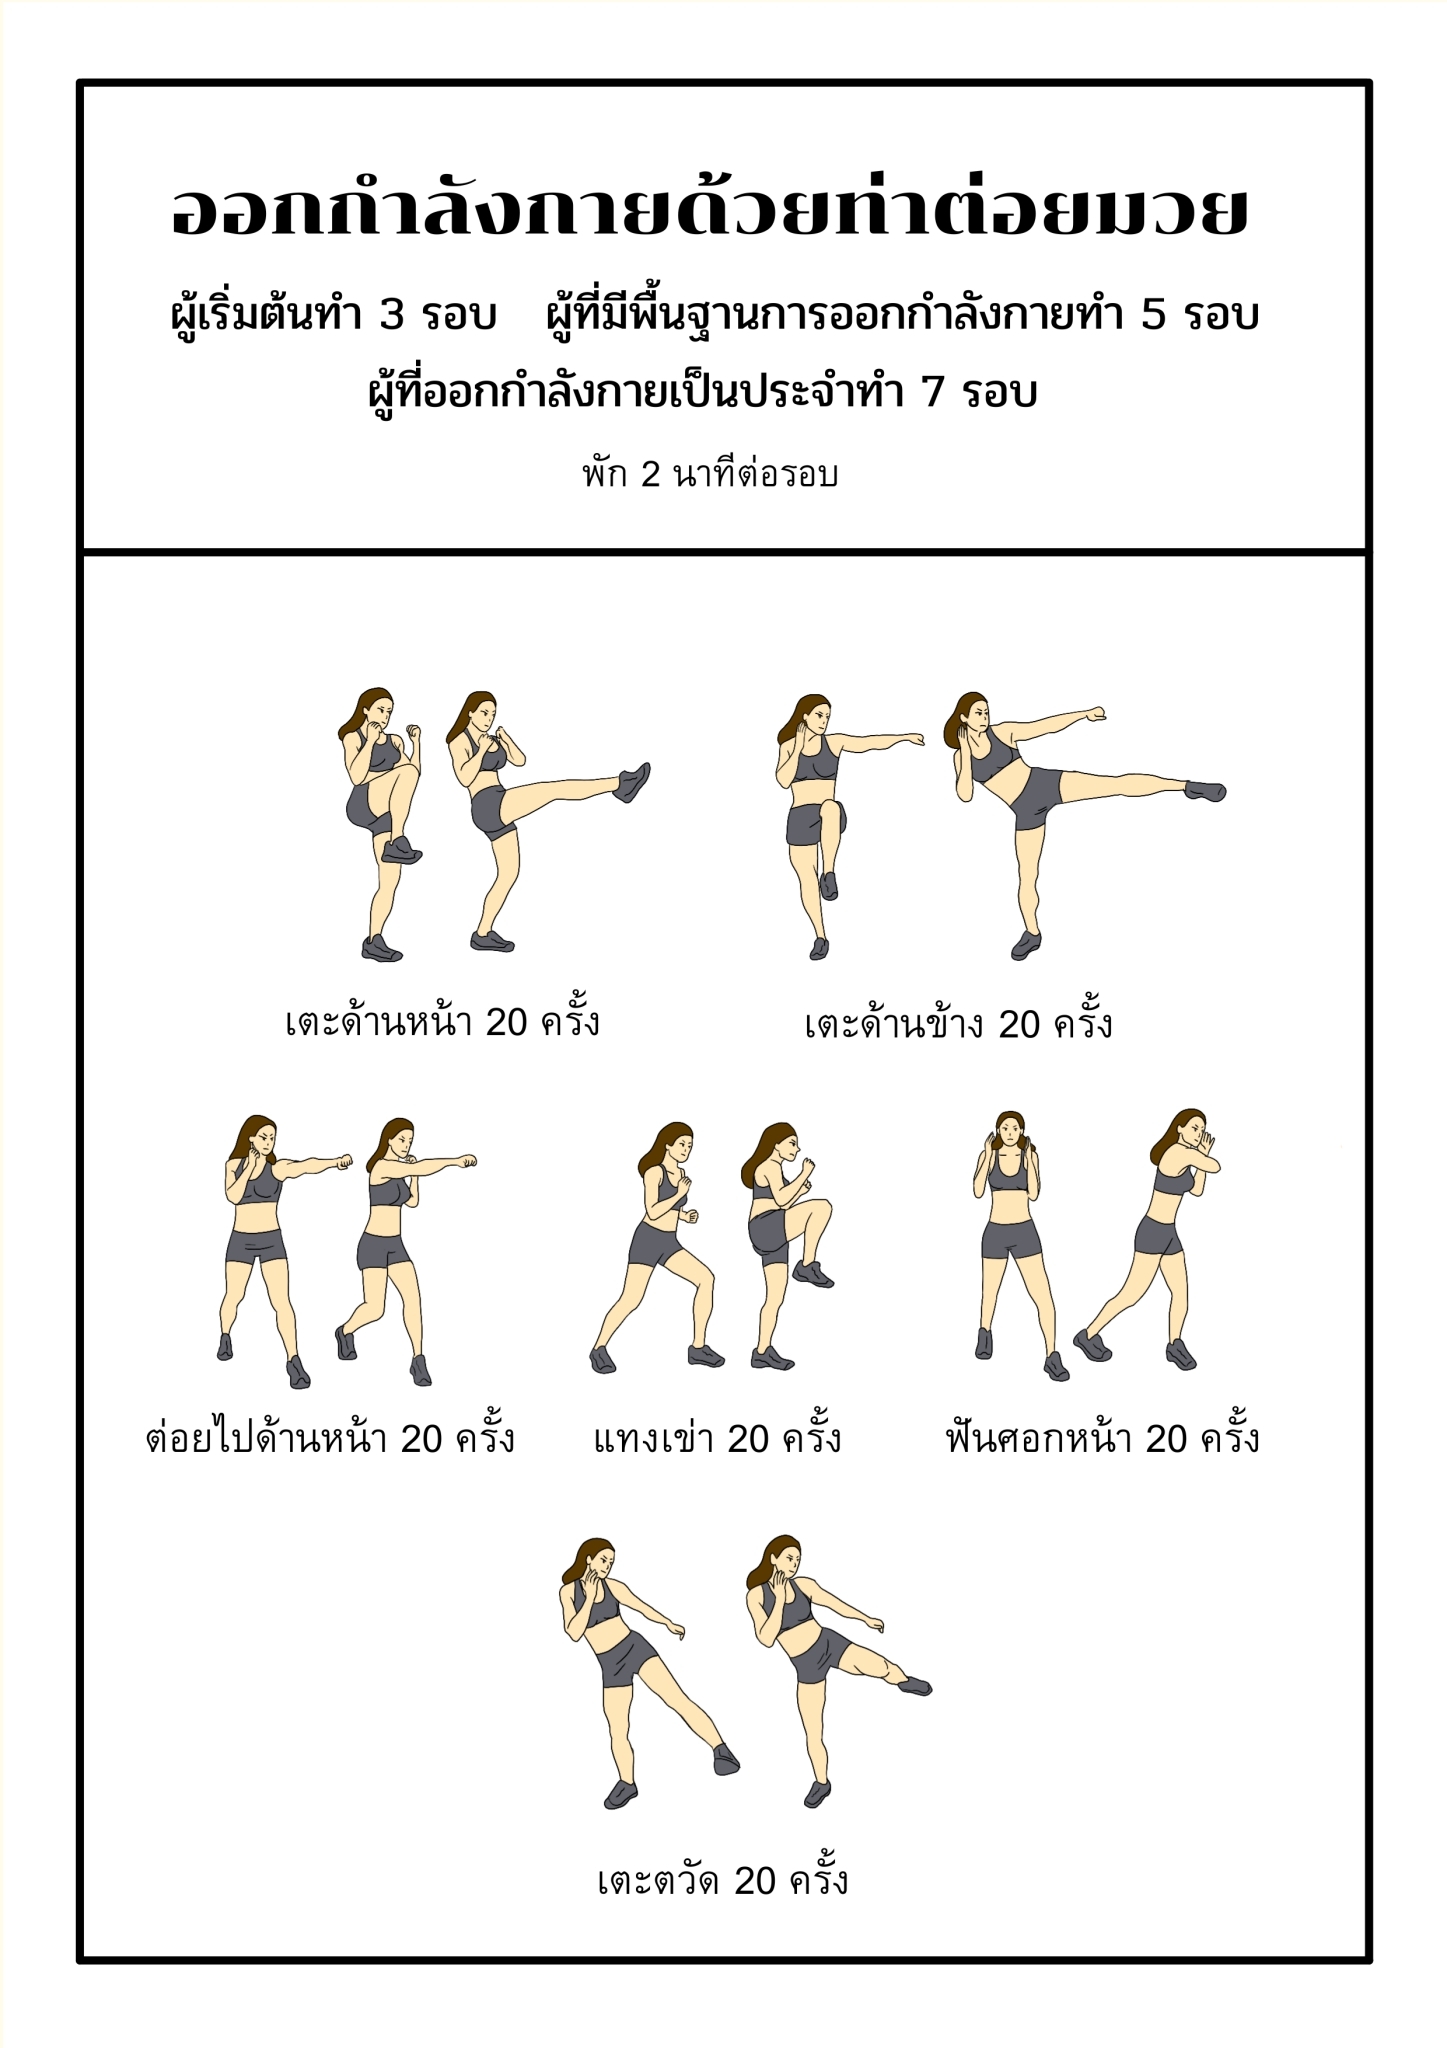 ออกกำลังกายด้วยท่าต่อยมวย
ผู้เริ่มต้นทำ 3 รอบ ผู้ที่มีพื้นฐานการออกกำลังกายทำ 5 รอบ
ผู้ที่ออกกำลังกายเป็นประจำทำ 7 รอบ
พัก 2 นาทีต่อรอบ
เตะด้านหน้า 20 ครั้ง
เตะด้านข้าง 20 ครั้ง
ต่อยไปด้านหน้า 20 ครั้ง
แทงเข่า 20 ครั้ง
ฟันศอกหน้า 20 ครั้ง
เตะตวัด 20 ครั้ง